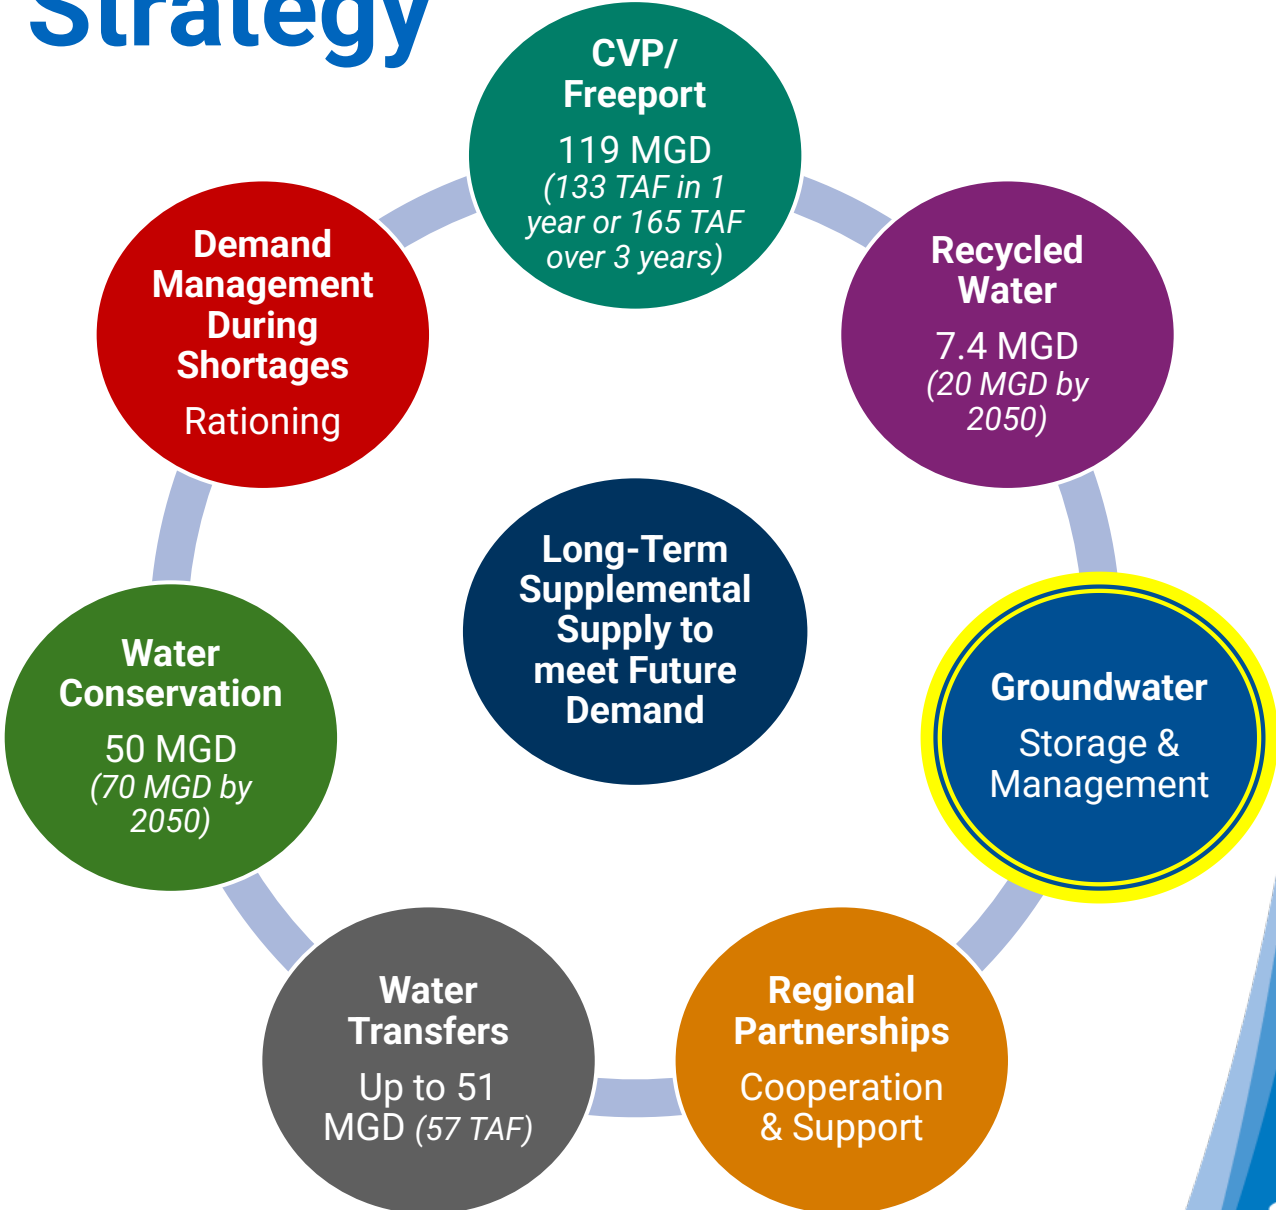 Strategy
CVP/
Freeport
119 MGD
(133 TAF in 1
year or 165 TAF
over 3 years)
Recycled
Water
7.4 MGD
(20 MGD by
2050)
Groundwater
Storage &
Management
Regional
Partnerships
Cooperation
& Support
Water
Transfers
Up to 51
MGD (57 TAF)
Water
Conservation
50 MGD
(70 MGD by
2050)
Demand
Management
During
Shortages
Rationing
Long-Term
Supplemental
Supply to
meet Future
Demand